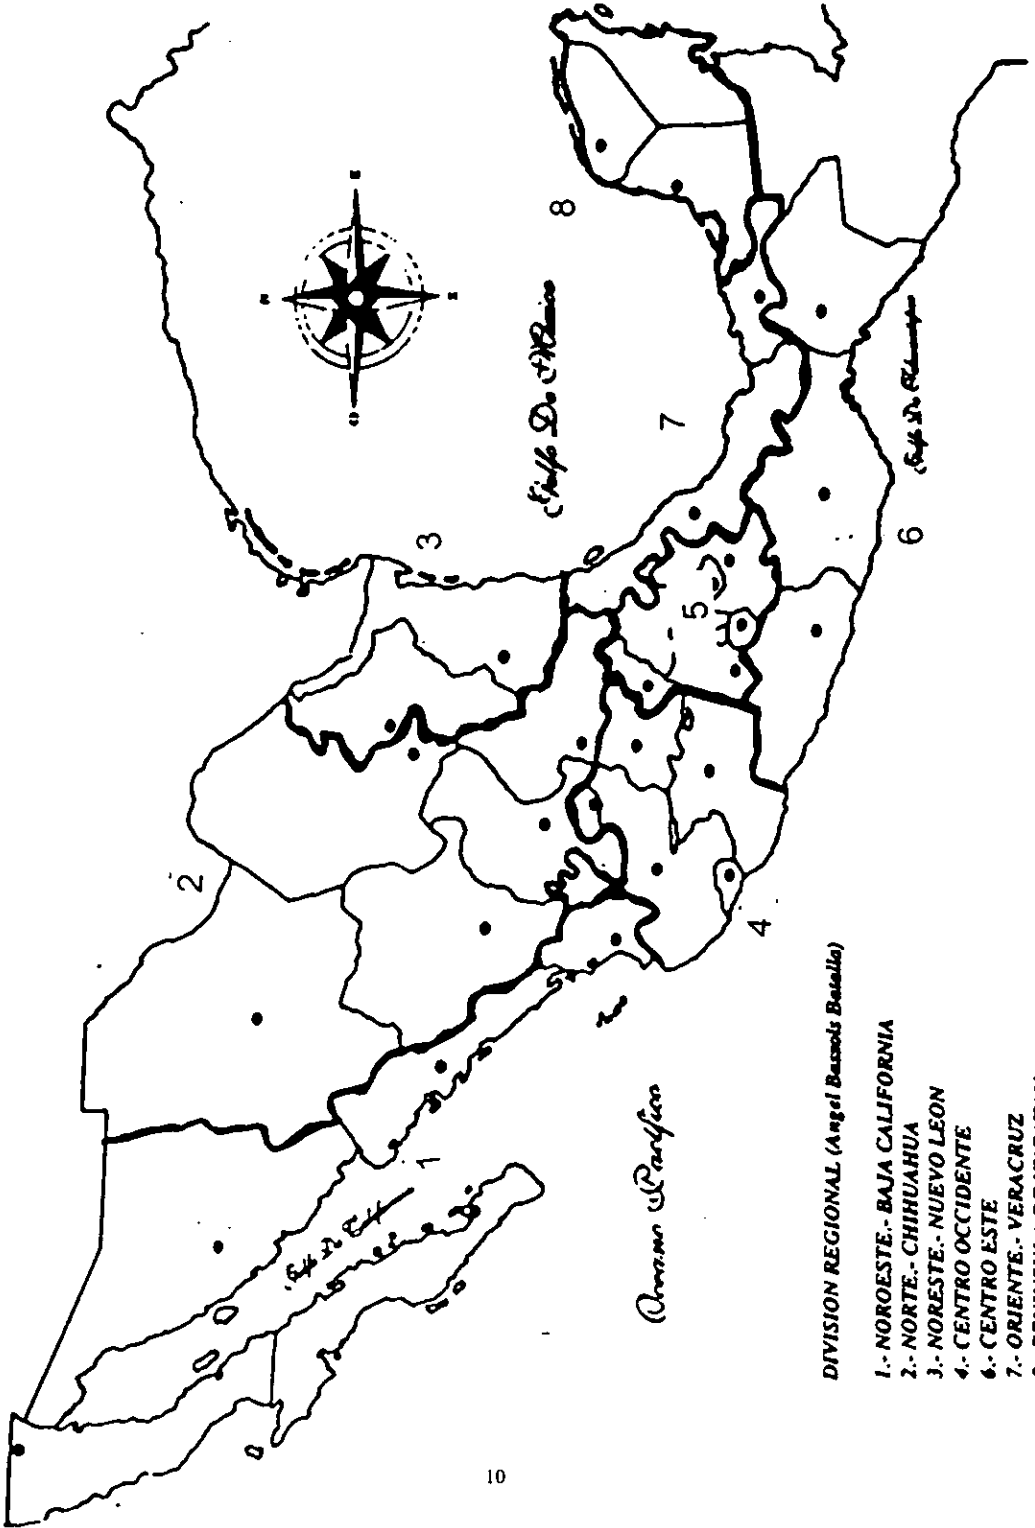 N
E
O
2
3
8
7
1
5
6
4
Golfo De
Oceano Pacifico
DIVISION REGIONAL (Angel Bassols Batalla)
1.- NOROESTE.- BAJA CALIFORNIA
2.- NORTE.- CHIHUAHUA
3.- NORESTE.- NUEVO LEON
4.- CENTRO OCCIDENTE
6.- CENTRO ESTE
7.- ORIENTE.- VERACRUZ
10